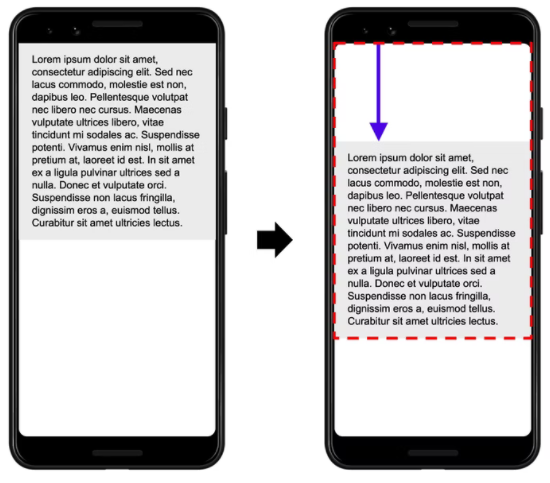 Lorem ipsum dolor sit amet,
consectetur adipiscing elit. Sed nec
lacus commodo, molestie est non,
dapibus leo. Pellentesque volutpat
nec libero nec cursus. Maecenas
vulputate ultrices libero, vitae
tincidunt mi sodales ac. Suspendisse
potenti. Vivamus enim nisl, mollis at
pretium at, laoreet id est. In sit amet
ex a ligula pulvinar ultrices sed a
nulla. Donec et vulputate orci.
Suspendisse non lacus fringilla,
dignissim eros a, euismod tellus.
Curabitur sit amet ultricies lectus.
Lorem ipsum dolor sit amet,
consectetur adipiscing elit. Sed nec
lacus commodo, molestie est non,
dapibus leo. Pellentesque volutpat
nec libero nec cursus. Maecenas
vulputate ultrices libero, vitae
tincidunt mi sodales ac. Suspendisse
potenti. Vivamus enim nisl, mollis at
pretium at, laoreet id est. In sit amet
ex a ligula pulvinar ultrices sed a
nulla. Donec et vulputate orci.
Suspendisse non lacus fringilla,
dignissim eros a, euismod tellus.
Curabitur sit amet ultricies lectus.